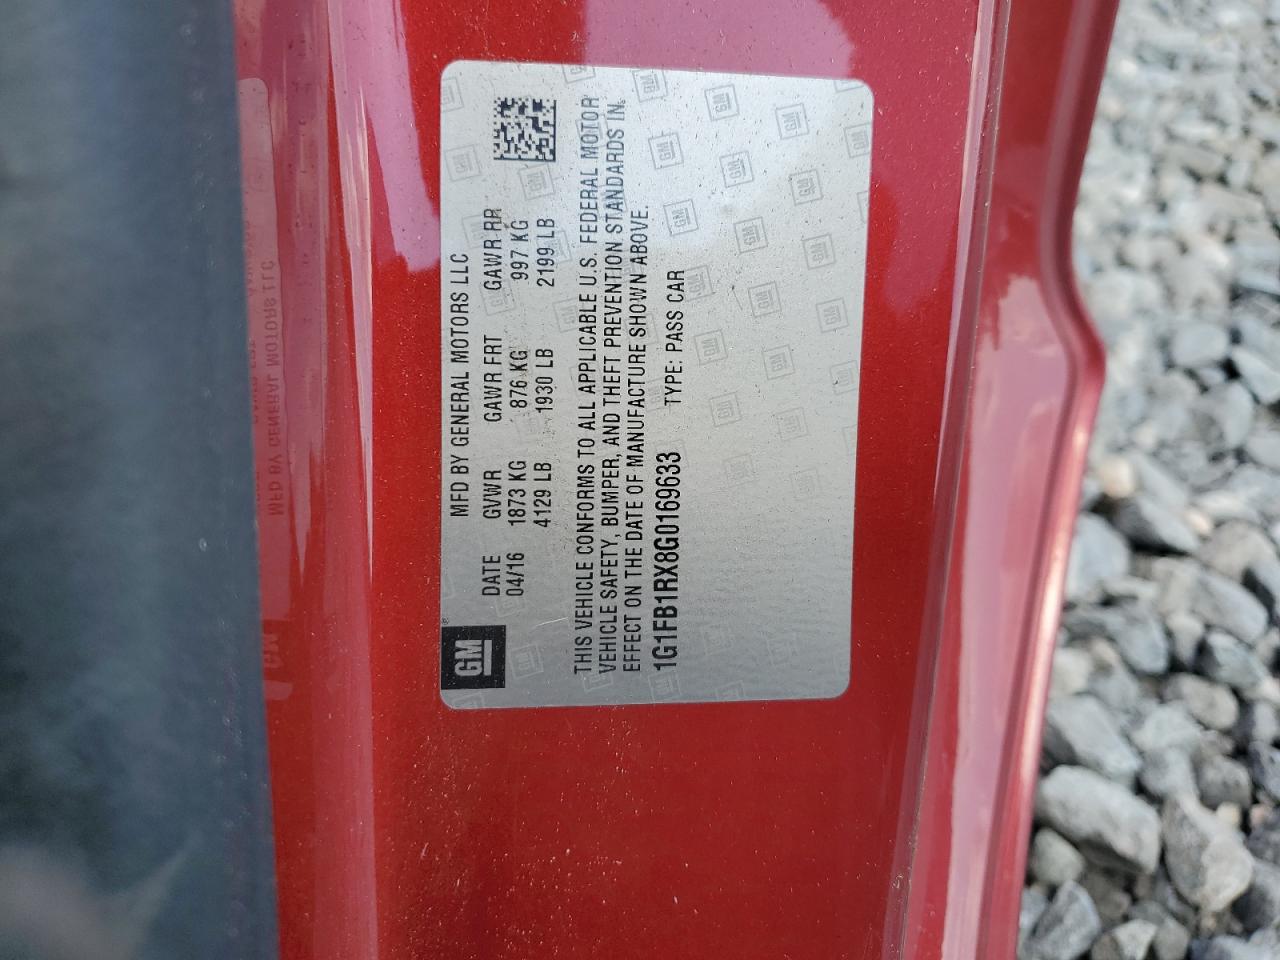 GM
MFD BY GENERAL MOTORS LLC
DATE GVWR GAWR FRT GAWR RR
04/16 1873 KG 876 KG 997 KG
4129 LB 1930 LB 2199 LB
THIS VEHICLE CONFORMS TO ALL APPLICABLE U.S. FEDERAL MOTOR
VEHICLE SAFETY, BUMPER, AND THEFT PREVENTION STANDARDS IN
EFFECT ON THE DATE OF MANUFACTURE SHOWN ABOVE.
1G1FB1RX8G0169633 TYPE: PASS CAR